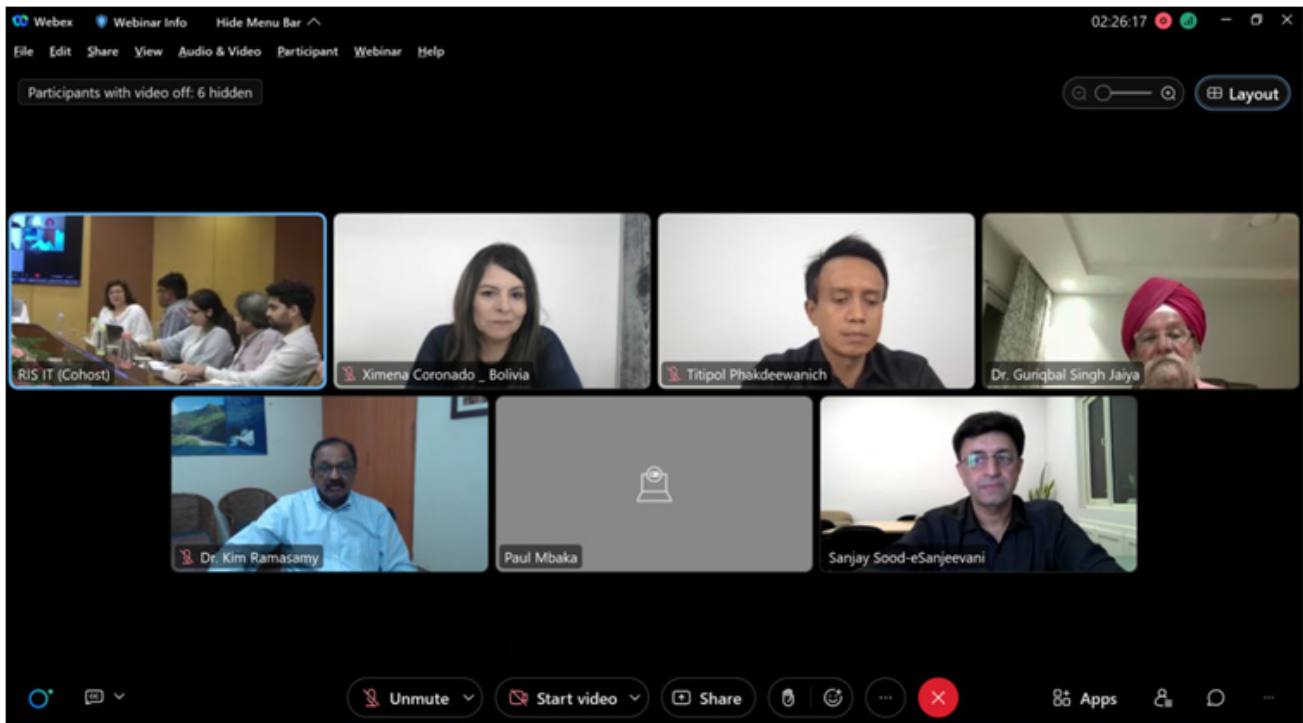 Webex Webinar Info Hide Menu Bar 02:26:17
File Edit Share View Audio & Video Participant Webinar Help
Participants with video off: 6 hidden
Layout
RIS IT (Cohost)
Ximena Coronado _ Bolivia
Titipol Phakdeewanich
Dr. Guriqbal Singh Jaiya
Dr. Kim Ramasamy
Paul Mbaka
Sanjay Sood-eSanjeevani
Unmute Start video Share Apps